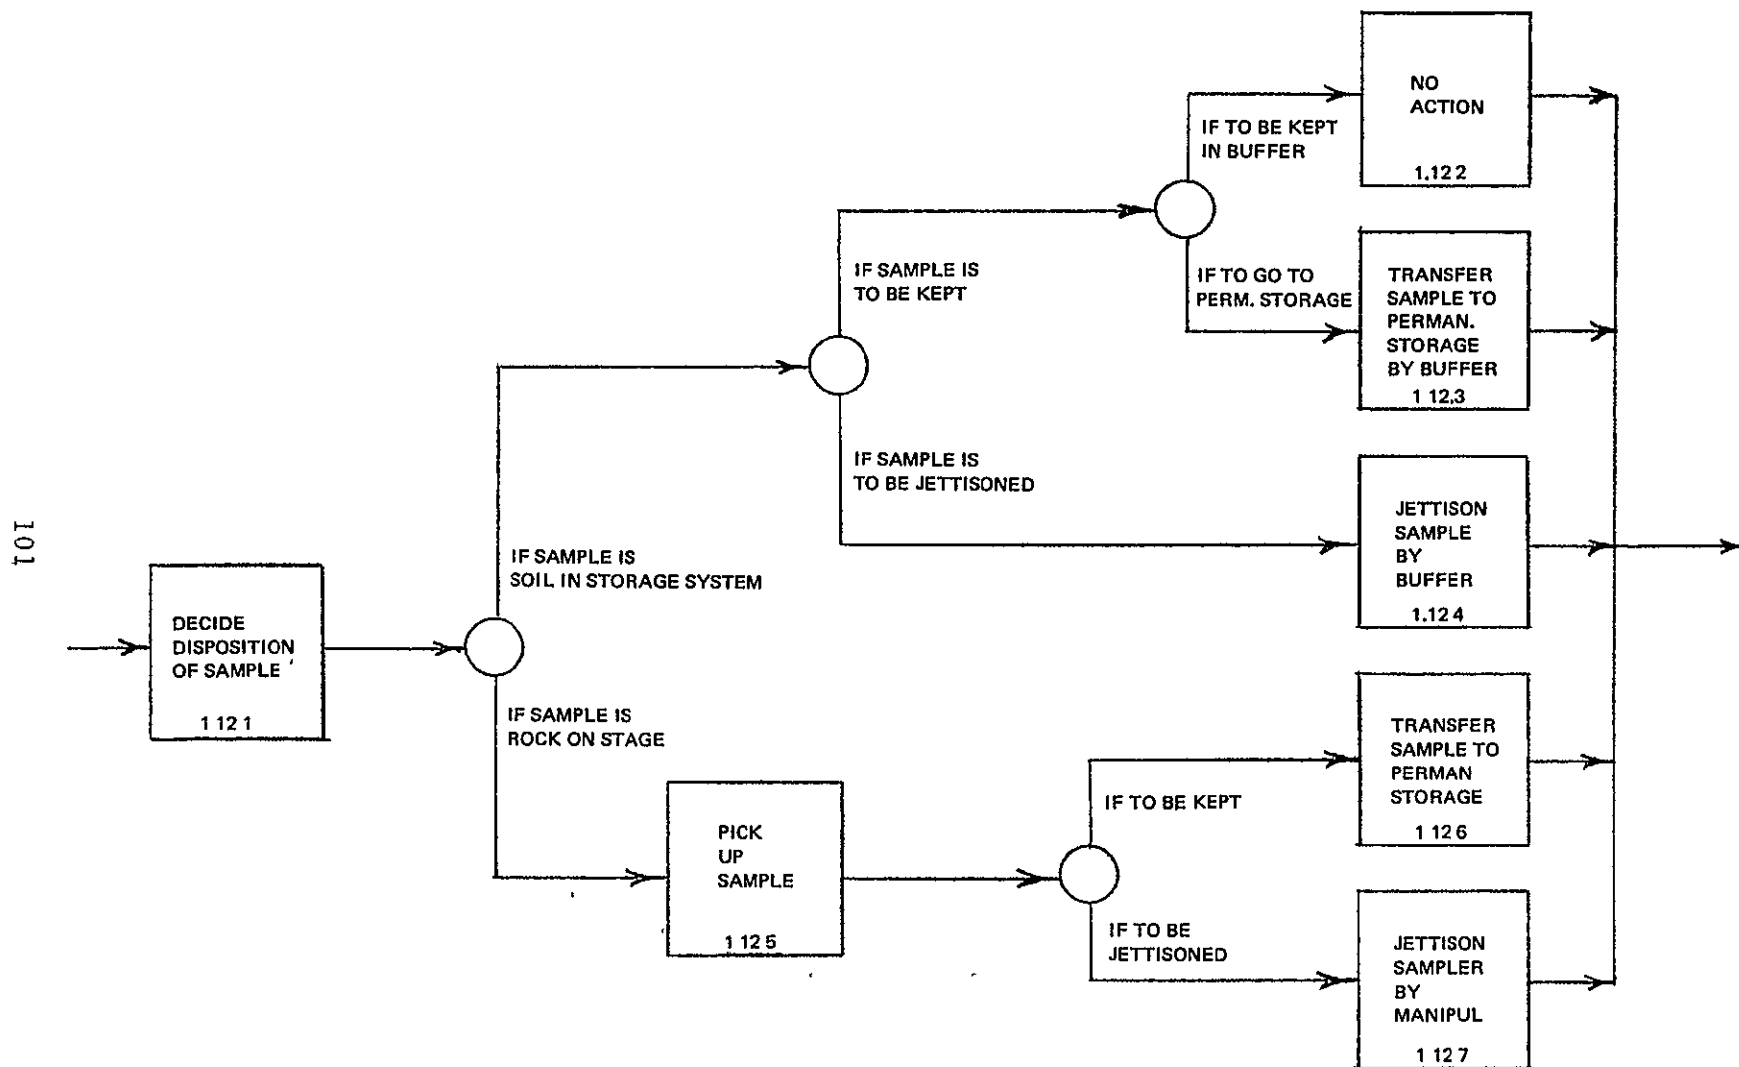 NO
ACTION
1.12 2
IF TO BE KEPT
IN BUFFER
IF TO GO TO
PERM. STORAGE
TRANSFER
SAMPLE TO
PERMAN.
STORAGE
BY BUFFER
1 12.3
IF SAMPLE IS
TO BE KEPT
IF SAMPLE IS
TO BE JETTISONED
JETTISON
SAMPLE
BY
BUFFER
1.12 4
101
IF SAMPLE IS
SOIL IN STORAGE SYSTEM
DECIDE
DISPOSITION
OF SAMPLE
1 12 1
IF SAMPLE IS
ROCK ON STAGE
PICK
UP
SAMPLE
1 12 5
IF TO BE KEPT
TRANSFER
SAMPLE TO
PERMAN
STORAGE
1 12 6
IF TO BE
JETTISONED
JETTISON
SAMPLER
BY
MANIPUL
1 12 7